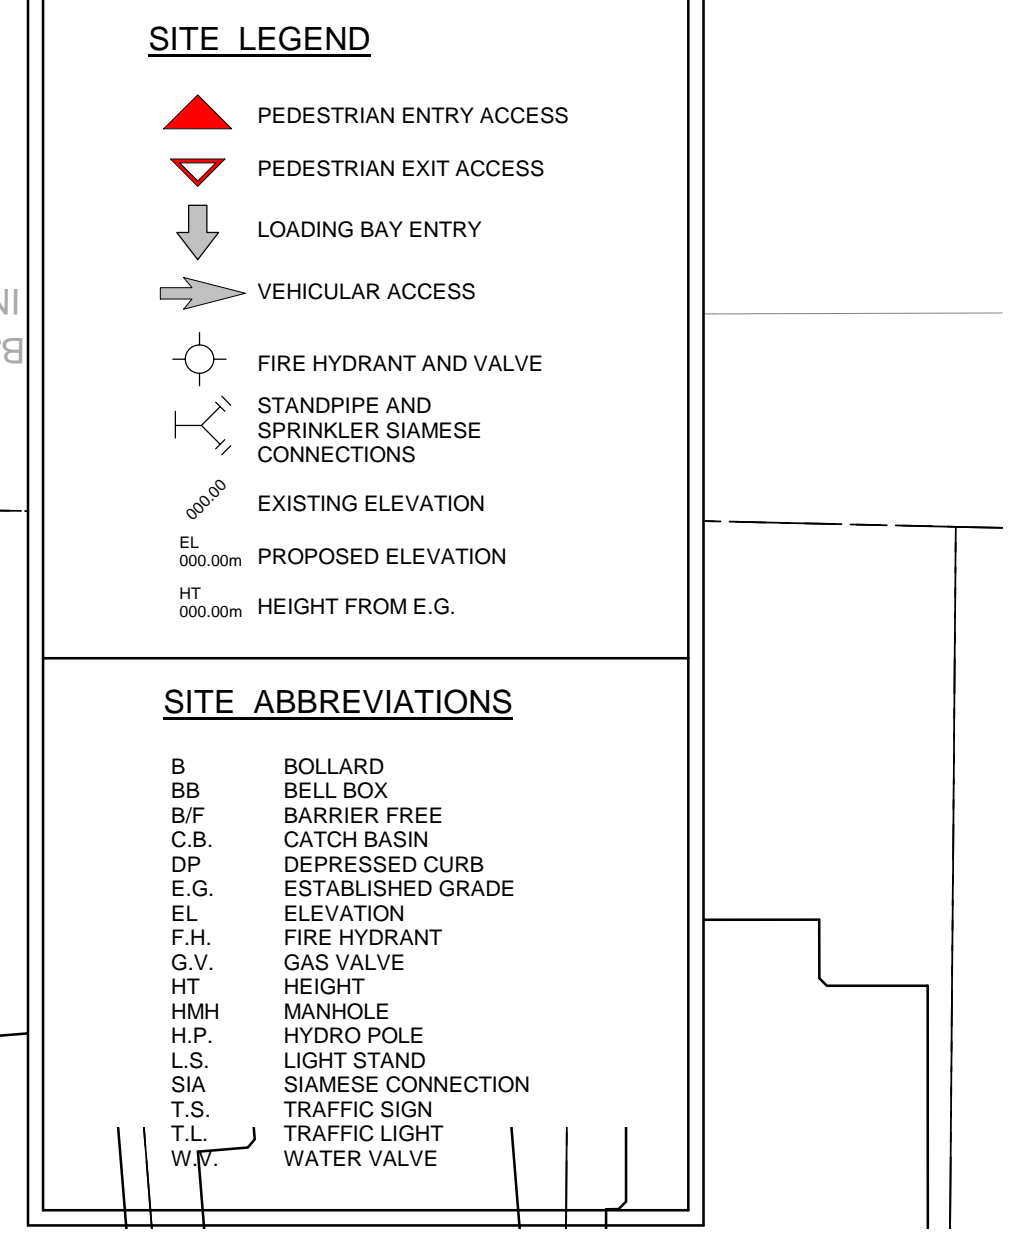 SITE LEGEND
PEDESTRIAN ENTRY ACCESS
PEDESTRIAN EXIT ACCESS
LOADING BAY ENTRY
VEHICULAR ACCESS
FIRE HYDRANT AND VALVE
STANDPIPE AND
SPRINKLER SIAMESE
CONNECTIONS
000.00 EXISTING ELEVATION
EL
000.00m PROPOSED ELEVATION
HT
000.00m HEIGHT FROM E.G.
SITE ABBREVIATIONS
B BOLLARD
BB BELL BOX
B/F BARRIER FREE
C.B. CATCH BASIN
DP DEPRESSED CURB
E.G. ESTABLISHED GRADE
EL ELEVATION
F.H. FIRE HYDRANT
G.V. GAS VALVE
HT HEIGHT
HMH MANHOLE
H.P. HYDRO POLE
L.S. LIGHT STAND
SIA SIAMESE CONNECTION
T.S. TRAFFIC SIGN
T.L. TRAFFIC LIGHT
W.V. WATER VALVE